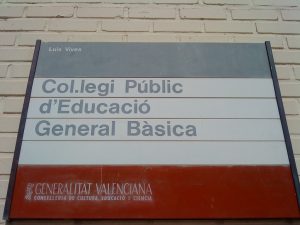 Luis Vives
Col.legi Públic
d'Educació
General Bàsica
GENERALITAT VALENCIANA
CONSELLERIA DE CULTURA, EDUCACIÓ I CIÈNCIA